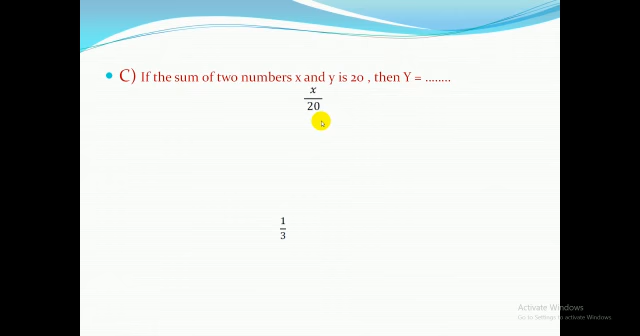 C) If the sum of two numbers x and y is 20 , then Y = ........
x
20
1
3
Activate Windows
Go to Settings to activate Windows.